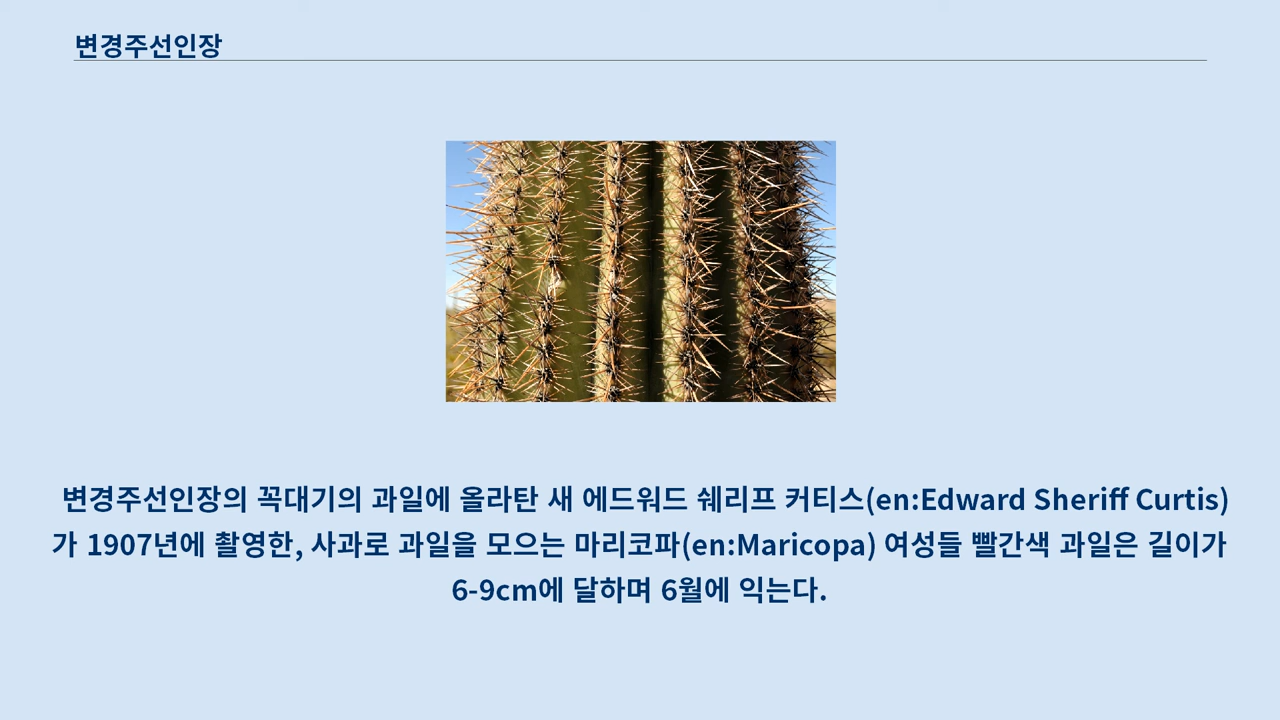 변경주선인장
변경주선인장의 꼭대기의 과일에 올라탄 새 에드워드 쉐리프 커티스(en:Edward Sheriff Curtis)
가 1907년에 촬영한, 사과로 과일을 모으는 마리코파(en:Maricopa) 여성들 빨간색 과일은 길이가
6-9cm에 달하며 6월에 익는다.